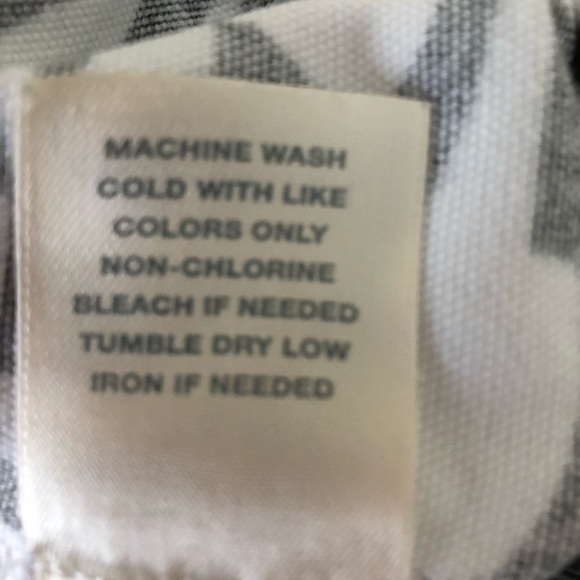 MACHINE WASH
COLD WITH LIKE
COLORS ONLY
NON-CHLORINE
BLEACH IF NEEDED
TUMBLE DRY LOW
IRON IF NEEDED